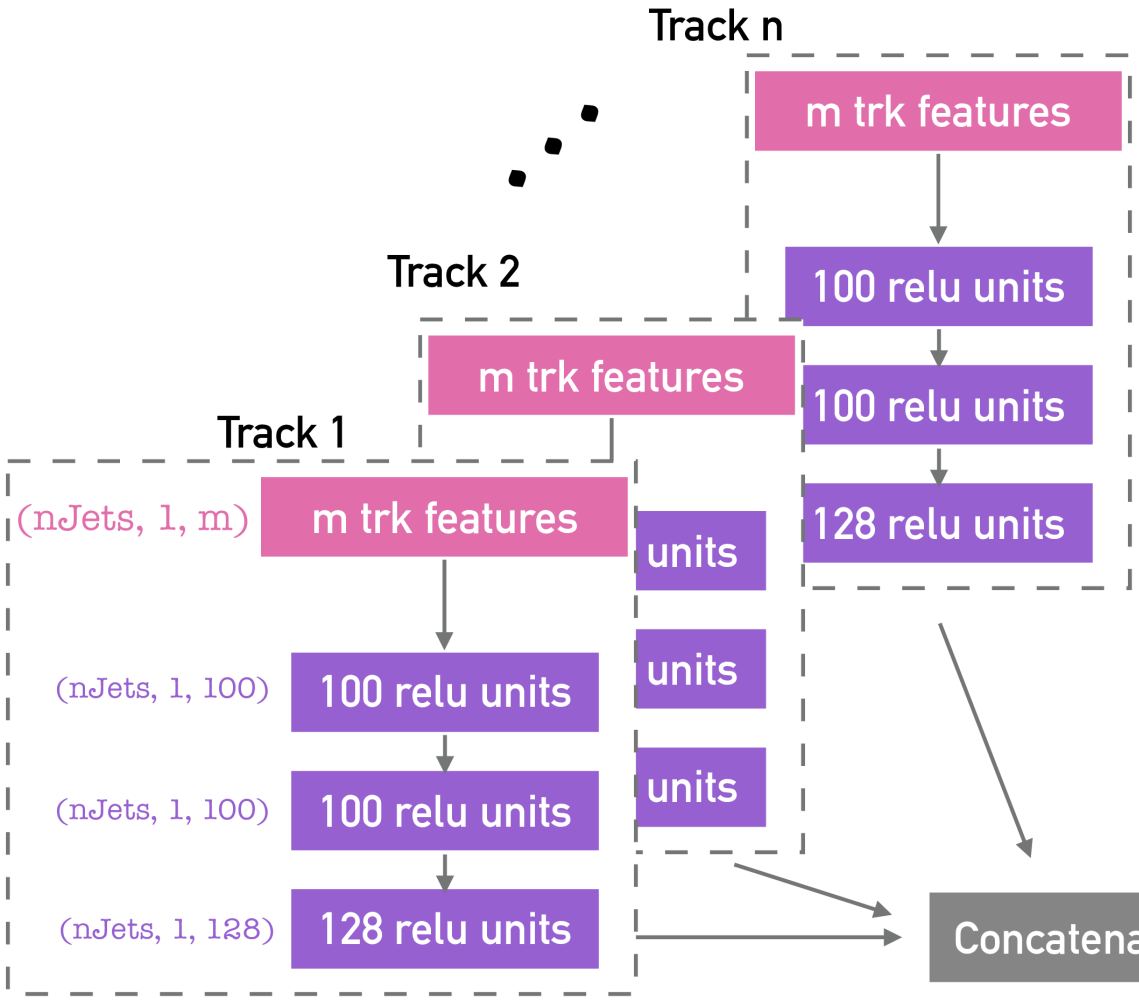 Track n
m trk features
100 relu units
100 relu units
128 relu units
Track 2
m trk features
units
units
units
Track 1
(nJets, 1, m)
m trk features
(nJets, 1, 100)
100 relu units
(nJets, 1, 100)
100 relu units
(nJets, 1, 128)
128 relu units
Concatena